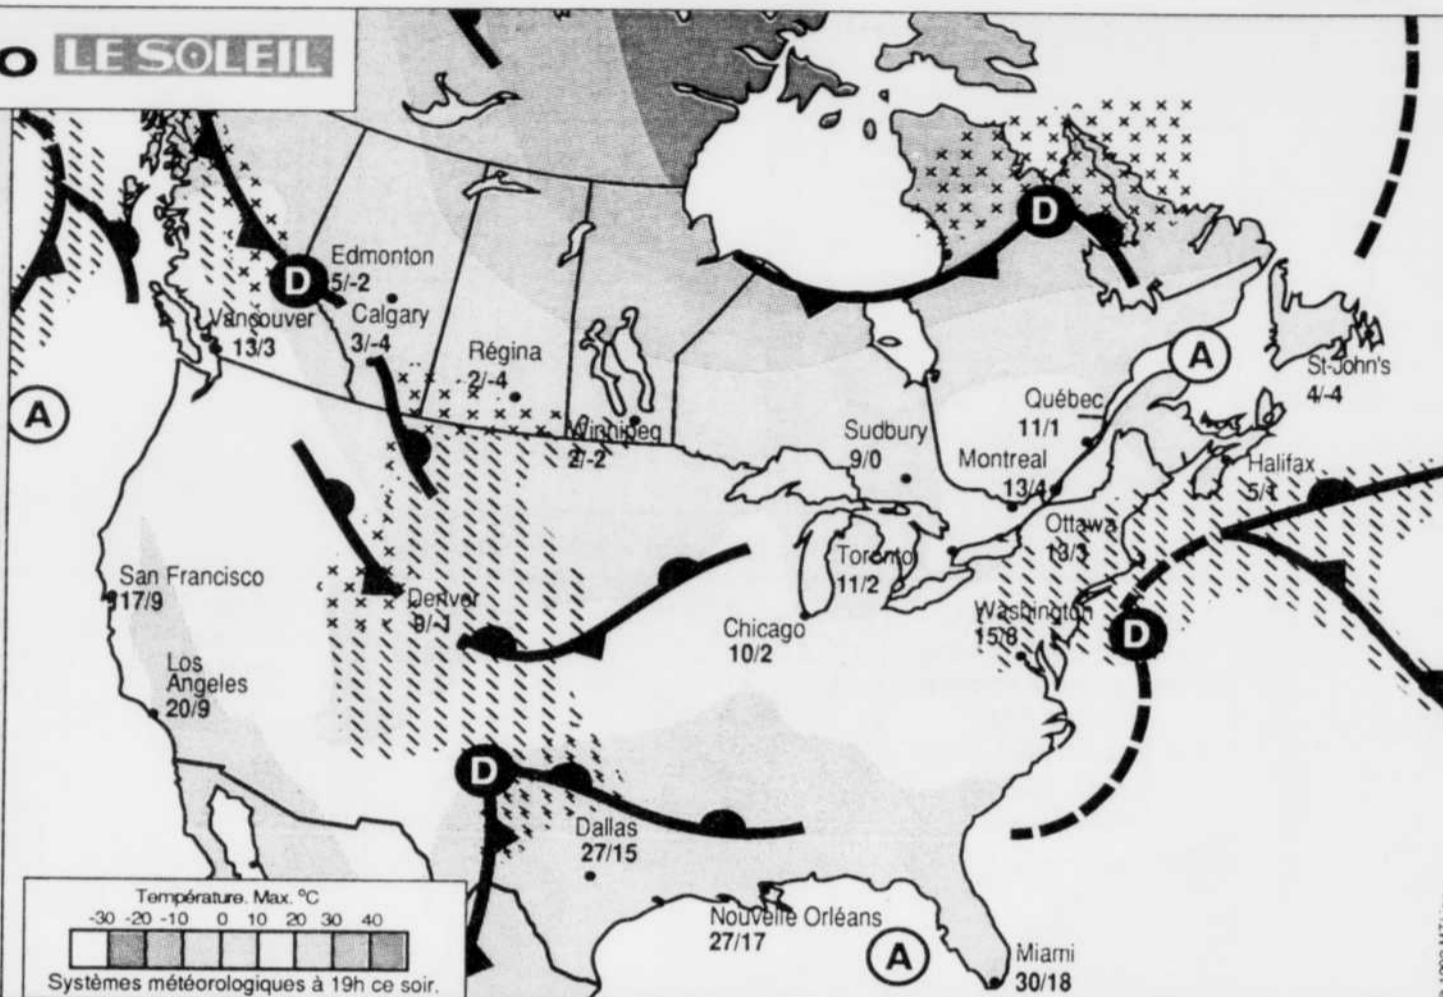 O LE SOLEIL
Edmonton
5/-2
Vancouver
13/3
Calgary
3/-4
Régina
2/-4
Winnipeg
2/-2
D
D
A
A
Québec
11/1
St-John's
4/-4
Sudbury
9/0
Montreal
13/4
Halifax
5/1
Ottawa
13/3
Toronto
11/2
San Francisco
17/9
Denver
Chicago
10/2
Washington
15/8
D
Los
Angeles
20/9
D
Dallas
27/15
Nouvelle Orléans
27/17
A
Miami
30/18
Température. Max. °C
-30 -20 -10 0 10 20 30 40
Systèmes météorologiques à 19h ce soir.